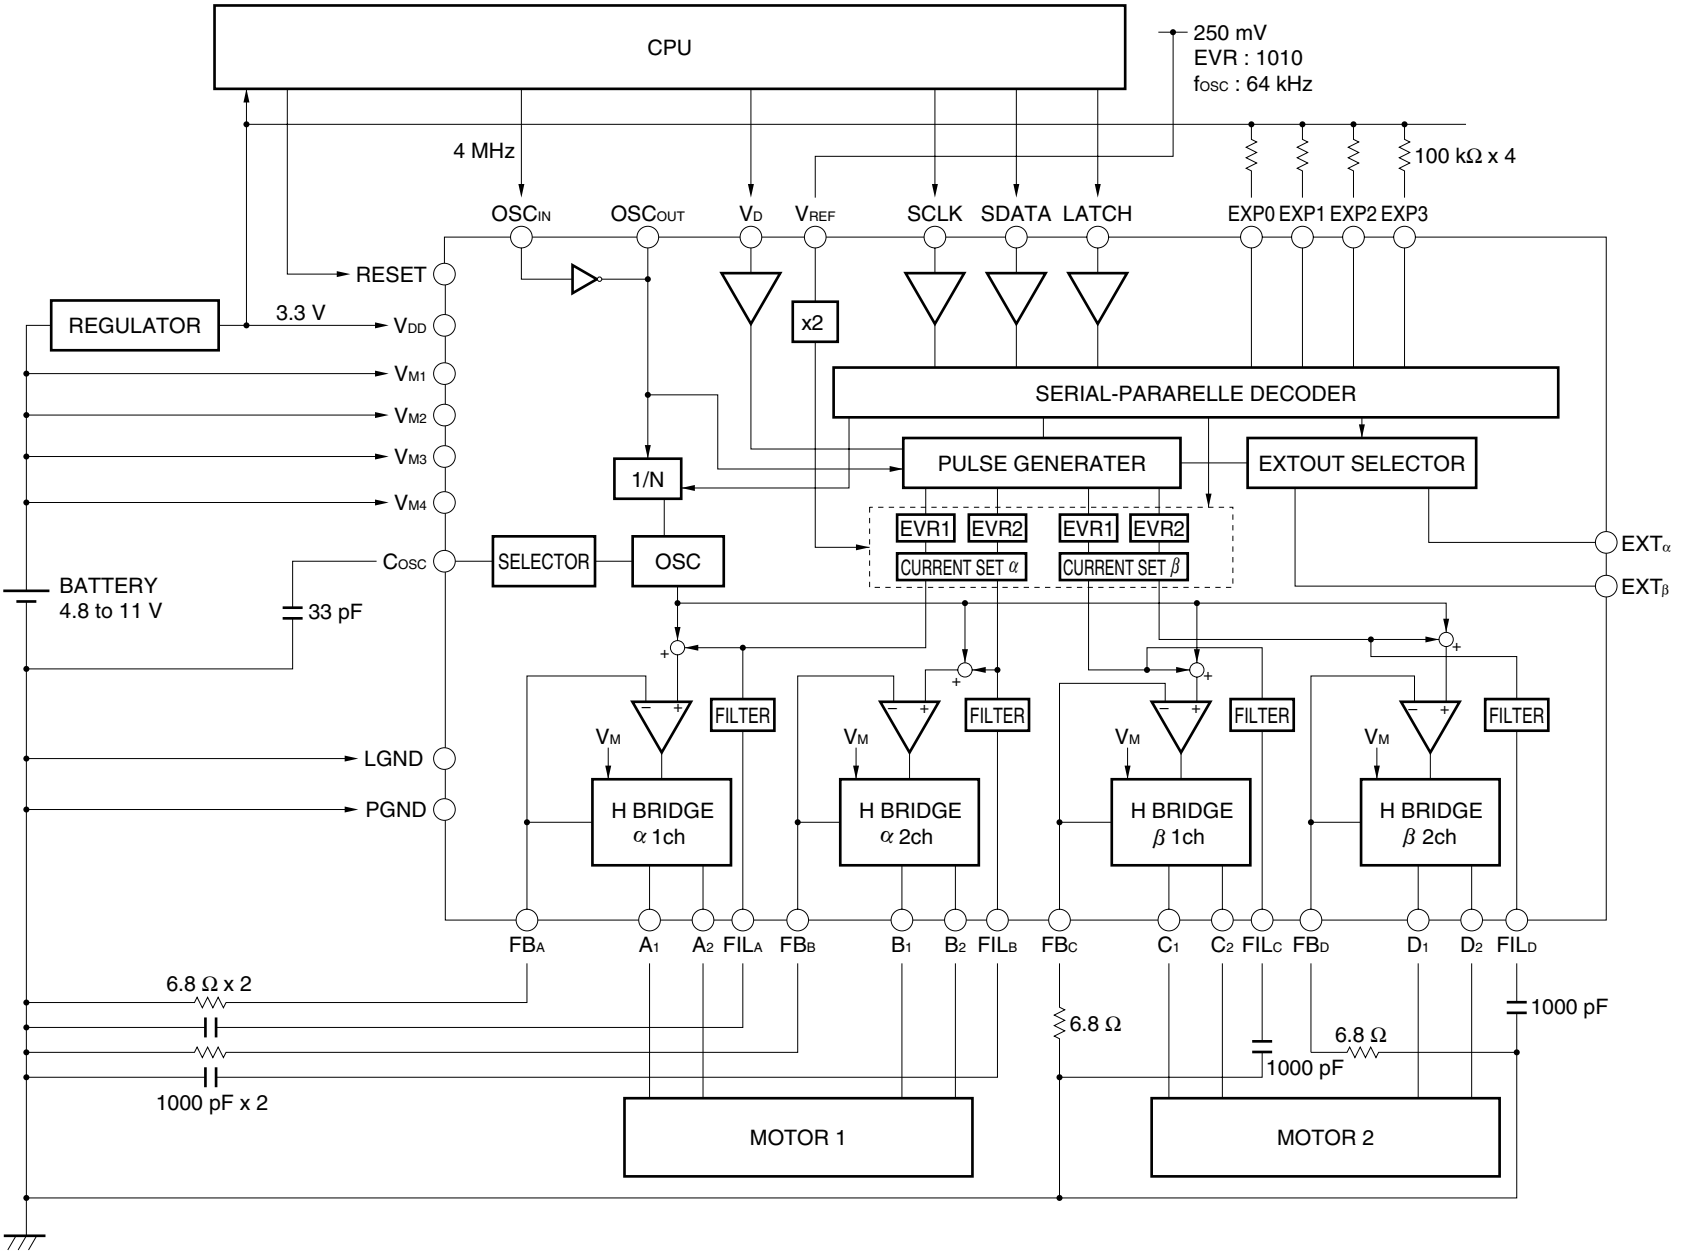 CPU
250 mV
EVR : 1010
fOSC : 64 kHz
4 MHz
100 kΩ x 4
OSCIN
OSCOUT
VD
VREF
SCLK
SDATA
LATCH
EXP0
EXP1
EXP2
EXP3
RESET
REGULATOR
3.3 V
VDD
x2
VM1
SERIAL-PARARELLE DECODER
VM2
VM3
PULSE GENERATER
EXTOUT SELECTOR
1/N
VM4
EVR1
EVR2
EVR1
EVR2
EXTα
COSC
SELECTOR
OSC
CURRENT SET α
CURRENT SET β
EXTβ
BATTERY
4.8 to 11 V
33 pF
+
+
+
+
− +
FILTER
− +
FILTER
− +
FILTER
− +
FILTER
VM
VM
VM
VM
LGND
PGND
H BRIDGE
α 1ch
H BRIDGE
α 2ch
H BRIDGE
β 1ch
H BRIDGE
β 2ch
FBA
A1
A2
FILA
FBB
B1
B2
FILB
FBC
C1
C2
FILC
FBD
D1
D2
FILD
6.8 Ω x 2
1000 pF
6.8 Ω
6.8 Ω
1000 pF
1000 pF x 2
MOTOR 1
MOTOR 2